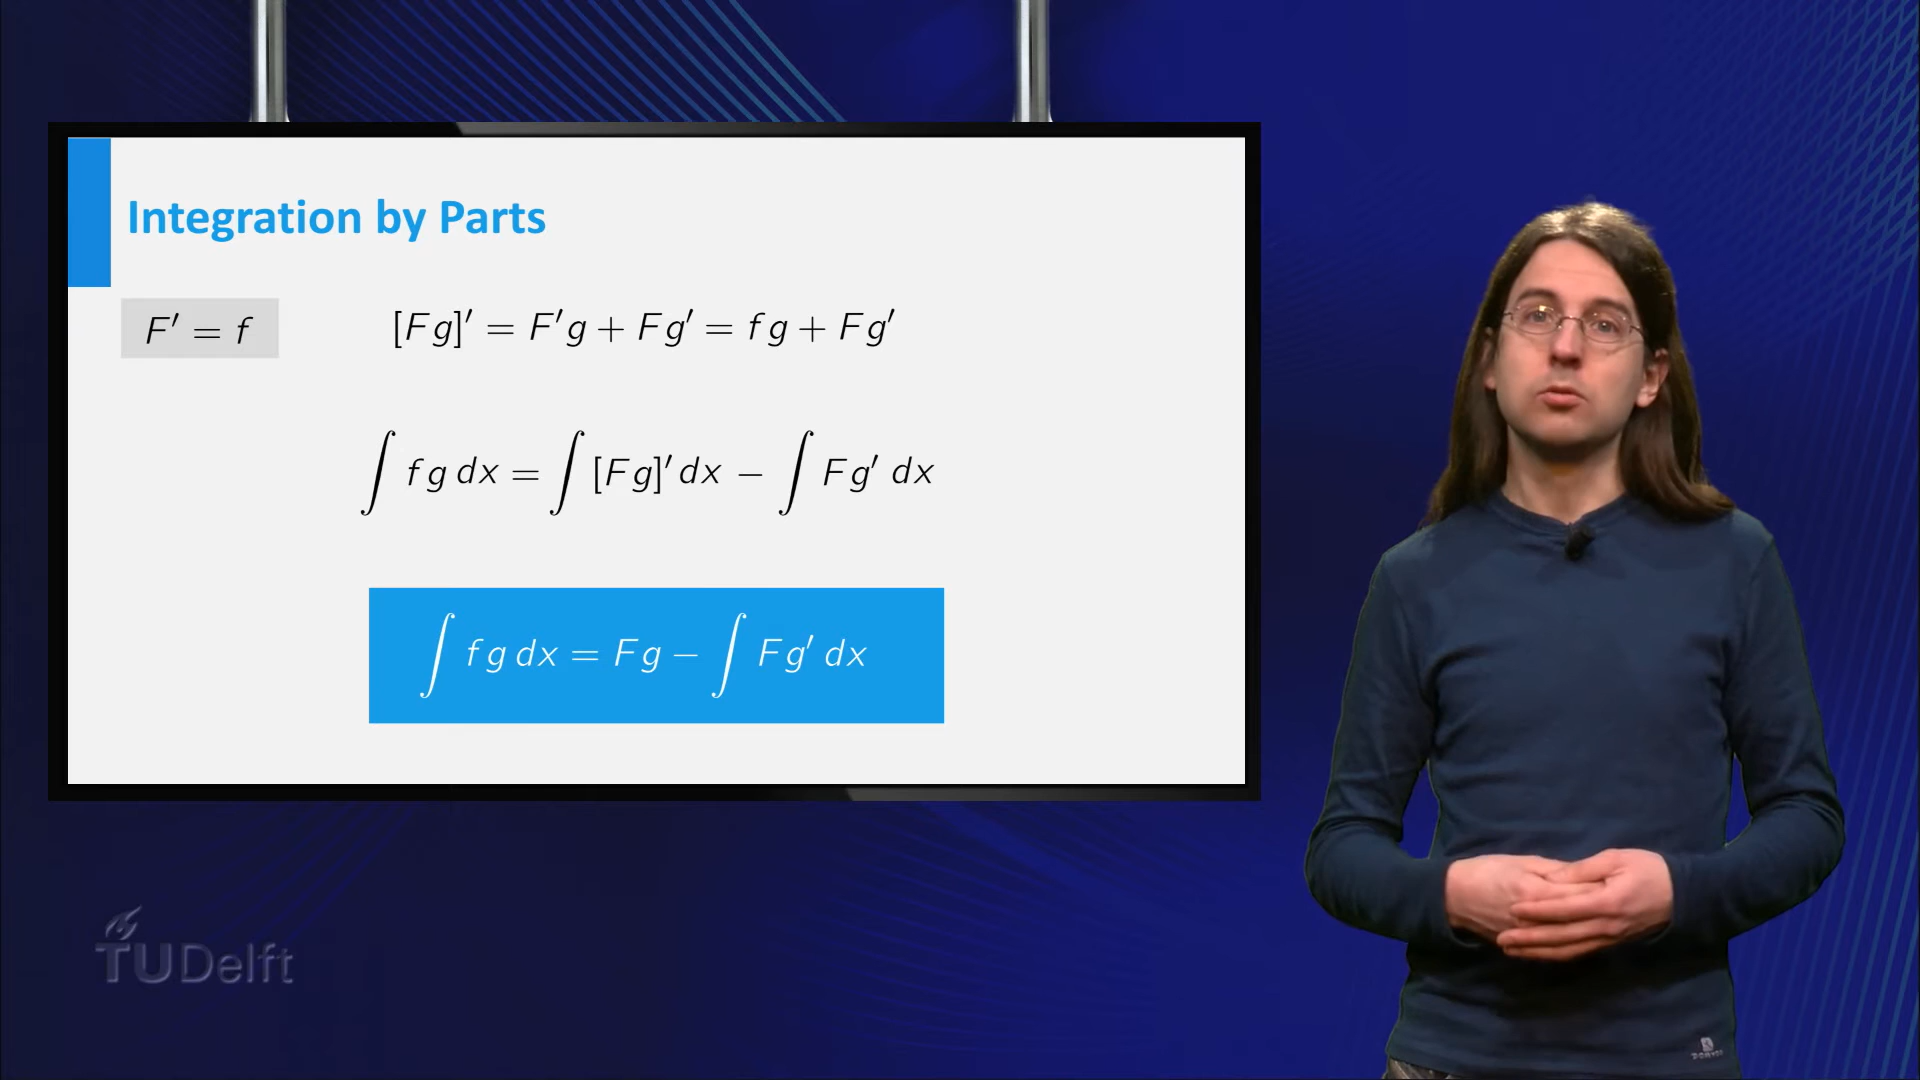 Integration by Parts
F′ = f
[Fg]′ = F′g + Fg′ = fg + Fg′
∫ fg dx = ∫ [Fg]′ dx − ∫ Fg′ dx
∫ fg dx = Fg − ∫ Fg′ dx
TUDelft